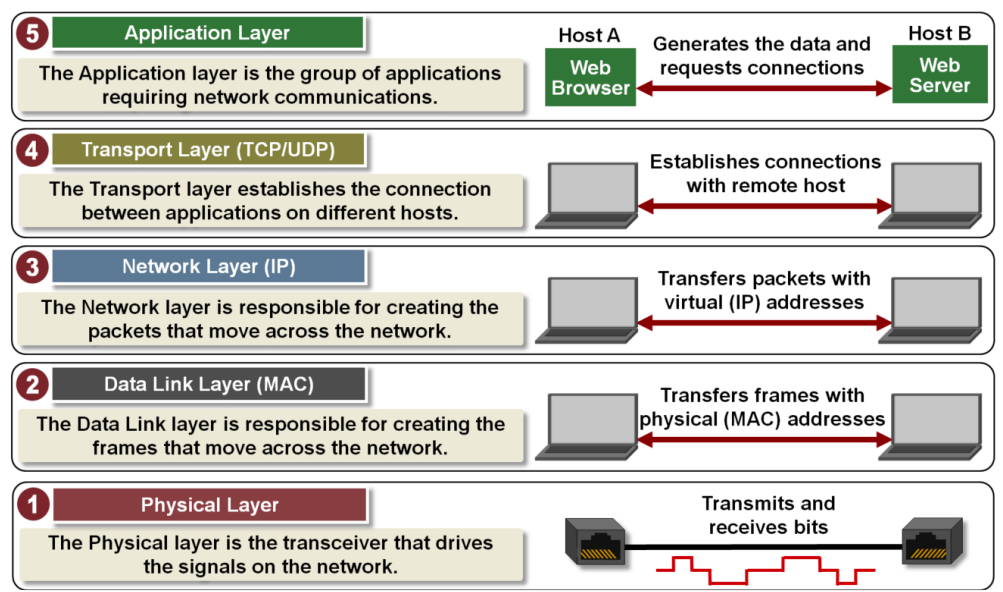 5
Application Layer
The Application layer is the group of applications
requiring network communications.
Host A
Web
Browser
Generates the data and
requests connections
Host B
Web
Server
4
Transport Layer (TCP/UDP)
The Transport layer establishes the connection
between applications on different hosts.
Establishes connections
with remote host
3
Network Layer (IP)
The Network layer is responsible for creating the
packets that move across the network.
Transfers packets with
virtual (IP) addresses
2
Data Link Layer (MAC)
The Data Link layer is responsible for creating the
frames that move across the network.
Transfers frames with
physical (MAC) addresses
1
Physical Layer
The Physical layer is the transceiver that drives
the signals on the network.
Transmits and
receives bits